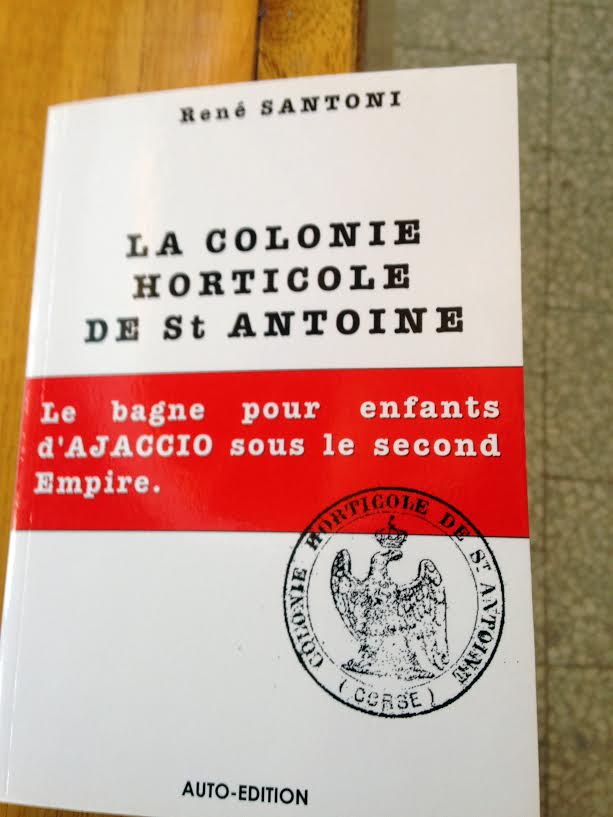 René SANTONI
LA COLONIE
HORTICOLE
DE St ANTOINE
Le bagne pour enfants
d'AJACCIO sous le second
Empire.
COLONIE HORTICOLE DE ST ANTOINE
( CORSE )
AUTO-EDITION